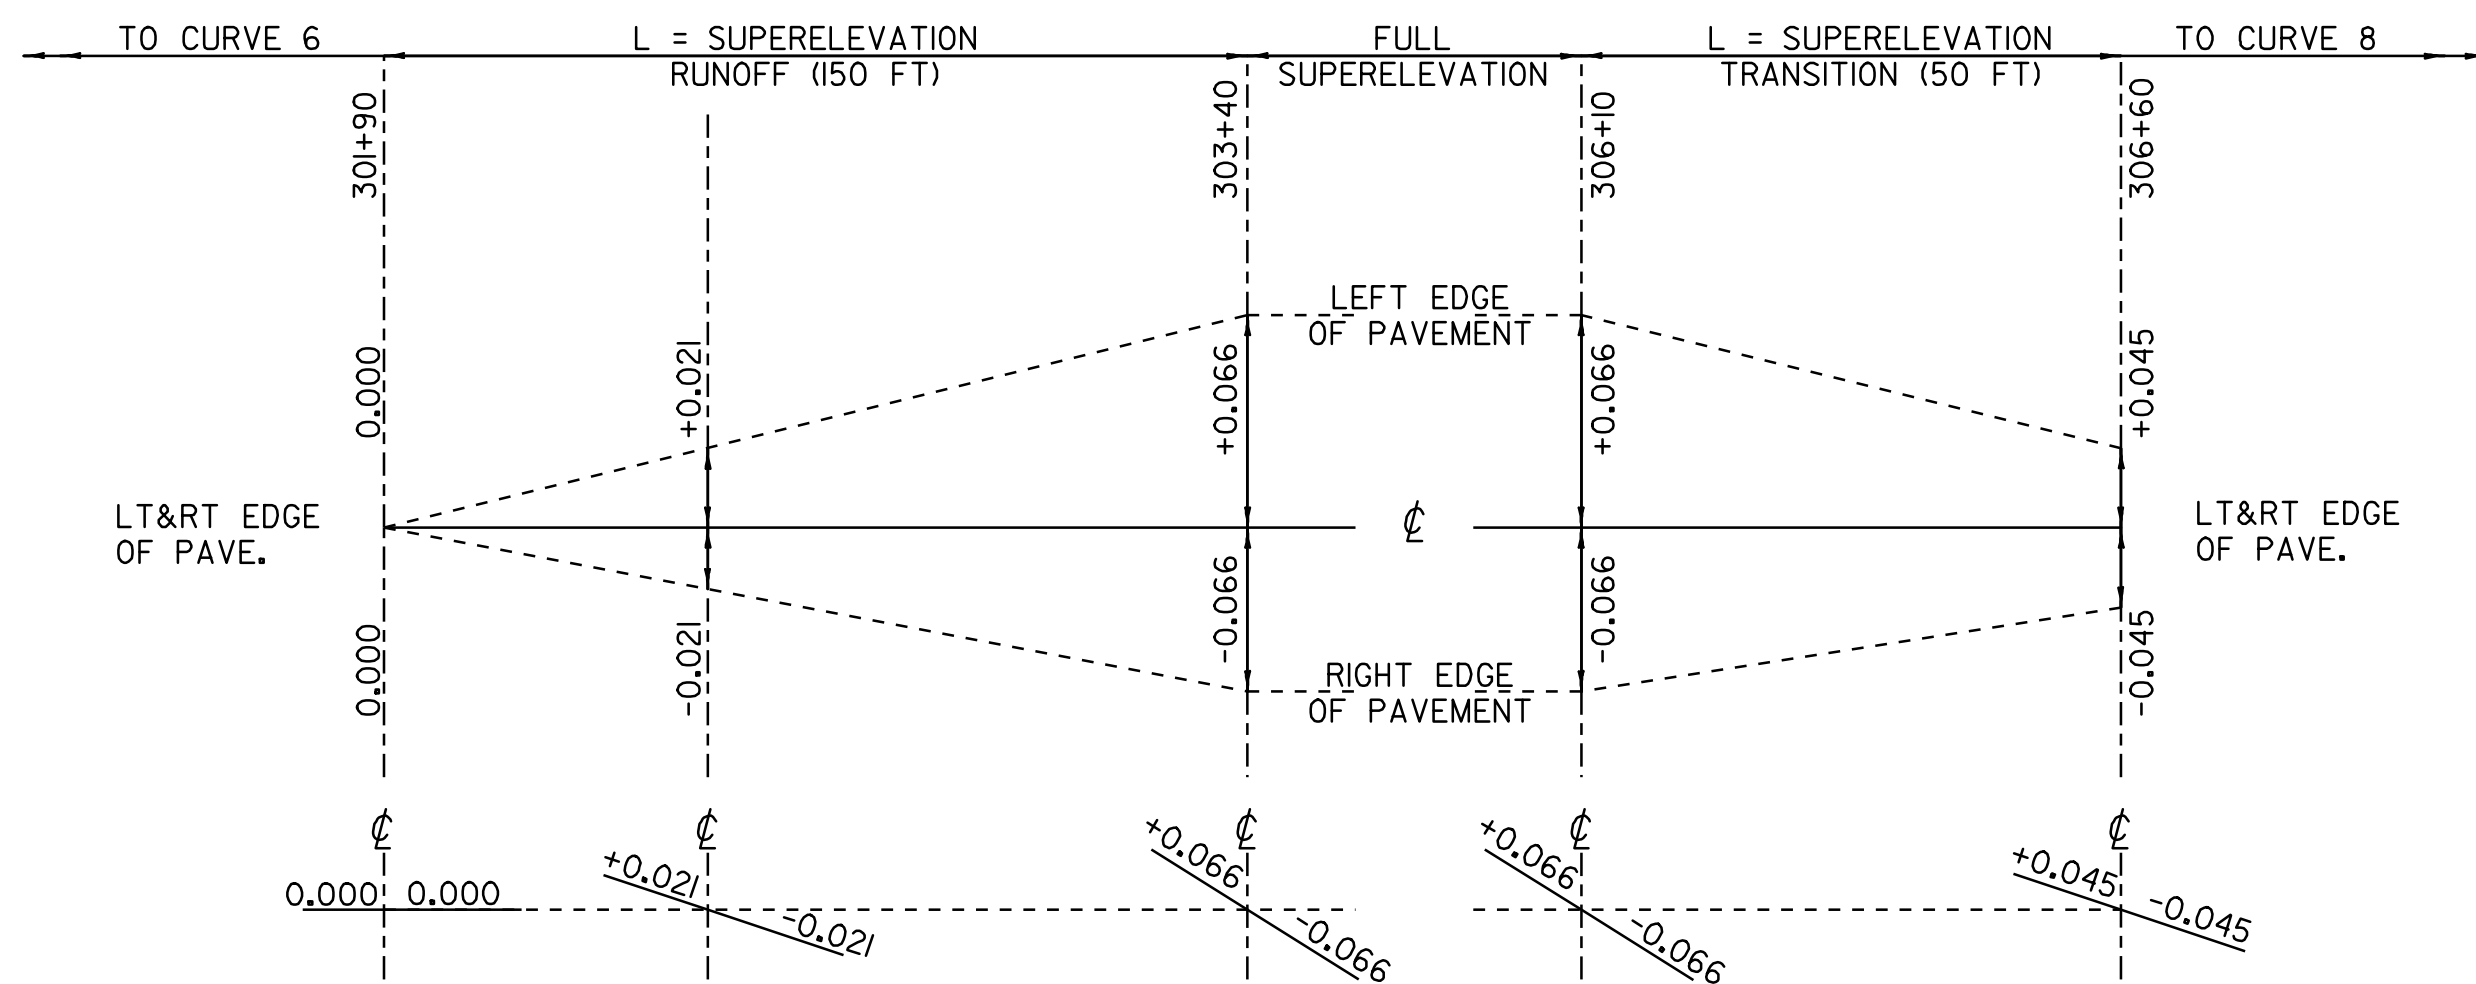 TO CURVE 6
L = SUPERELEVATION
RUNOFF (150 FT)
FULL
SUPERELEVATION
L = SUPERELEVATION
TRANSITION (50 FT)
TO CURVE 8
301+90
303+40
306+10
306+60
LEFT EDGE
OF PAVEMENT
0.000
+0.021
+0.066
+0.066
+0.045
LT&RT EDGE
OF PAVE.
℄
LT&RT EDGE
OF PAVE.
0.000
-0.021
-0.066
-0.066
-0.045
RIGHT EDGE
OF PAVEMENT
℄
℄
℄
℄
℄
0.000 0.000
+0.021
-0.021
+0.066
-0.066
+0.066
-0.066
+0.045
-0.045